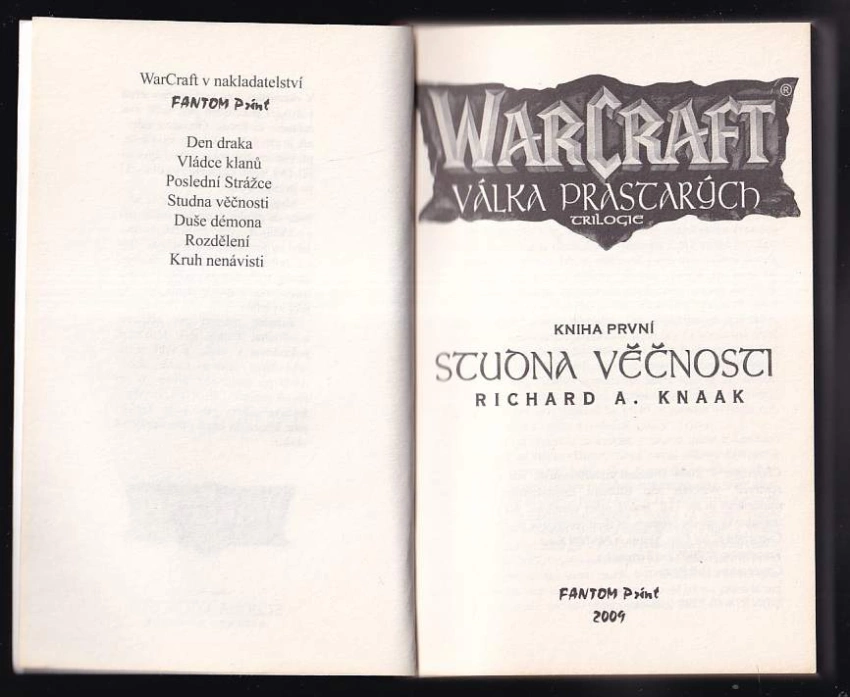 WarCraft v nakladatelství
FANTOM Print
Den draka
Vládce klanů
Poslední Strážce
Studna věčnosti
Duše démona
Rozdělení
Kruh nenávisti
WARCRAFT®
VÁLKA PRASTARÝCH
TRILOGIE
KNIHA PRVNÍ
STUDNA VĚČNOSTI
RICHARD A. KNAAK
FANTOM Print
2009